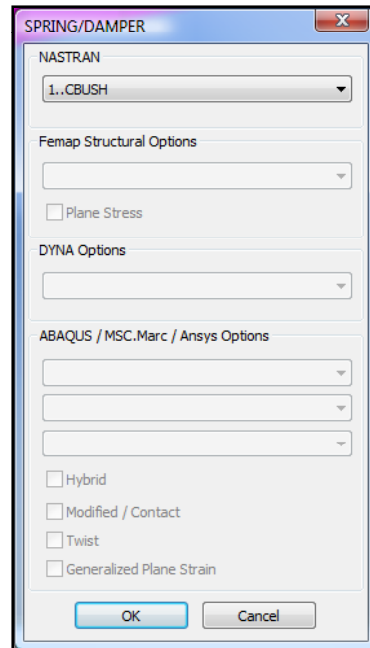 SPRING/DAMPER
NASTRAN
1..CBUSH
Femap Structural Options
Plane Stress
DYNA Options
ABAQUS / MSC.Marc / Ansys Options
Hybrid
Modified / Contact
Twist
Generalized Plane Strain
OK Cancel